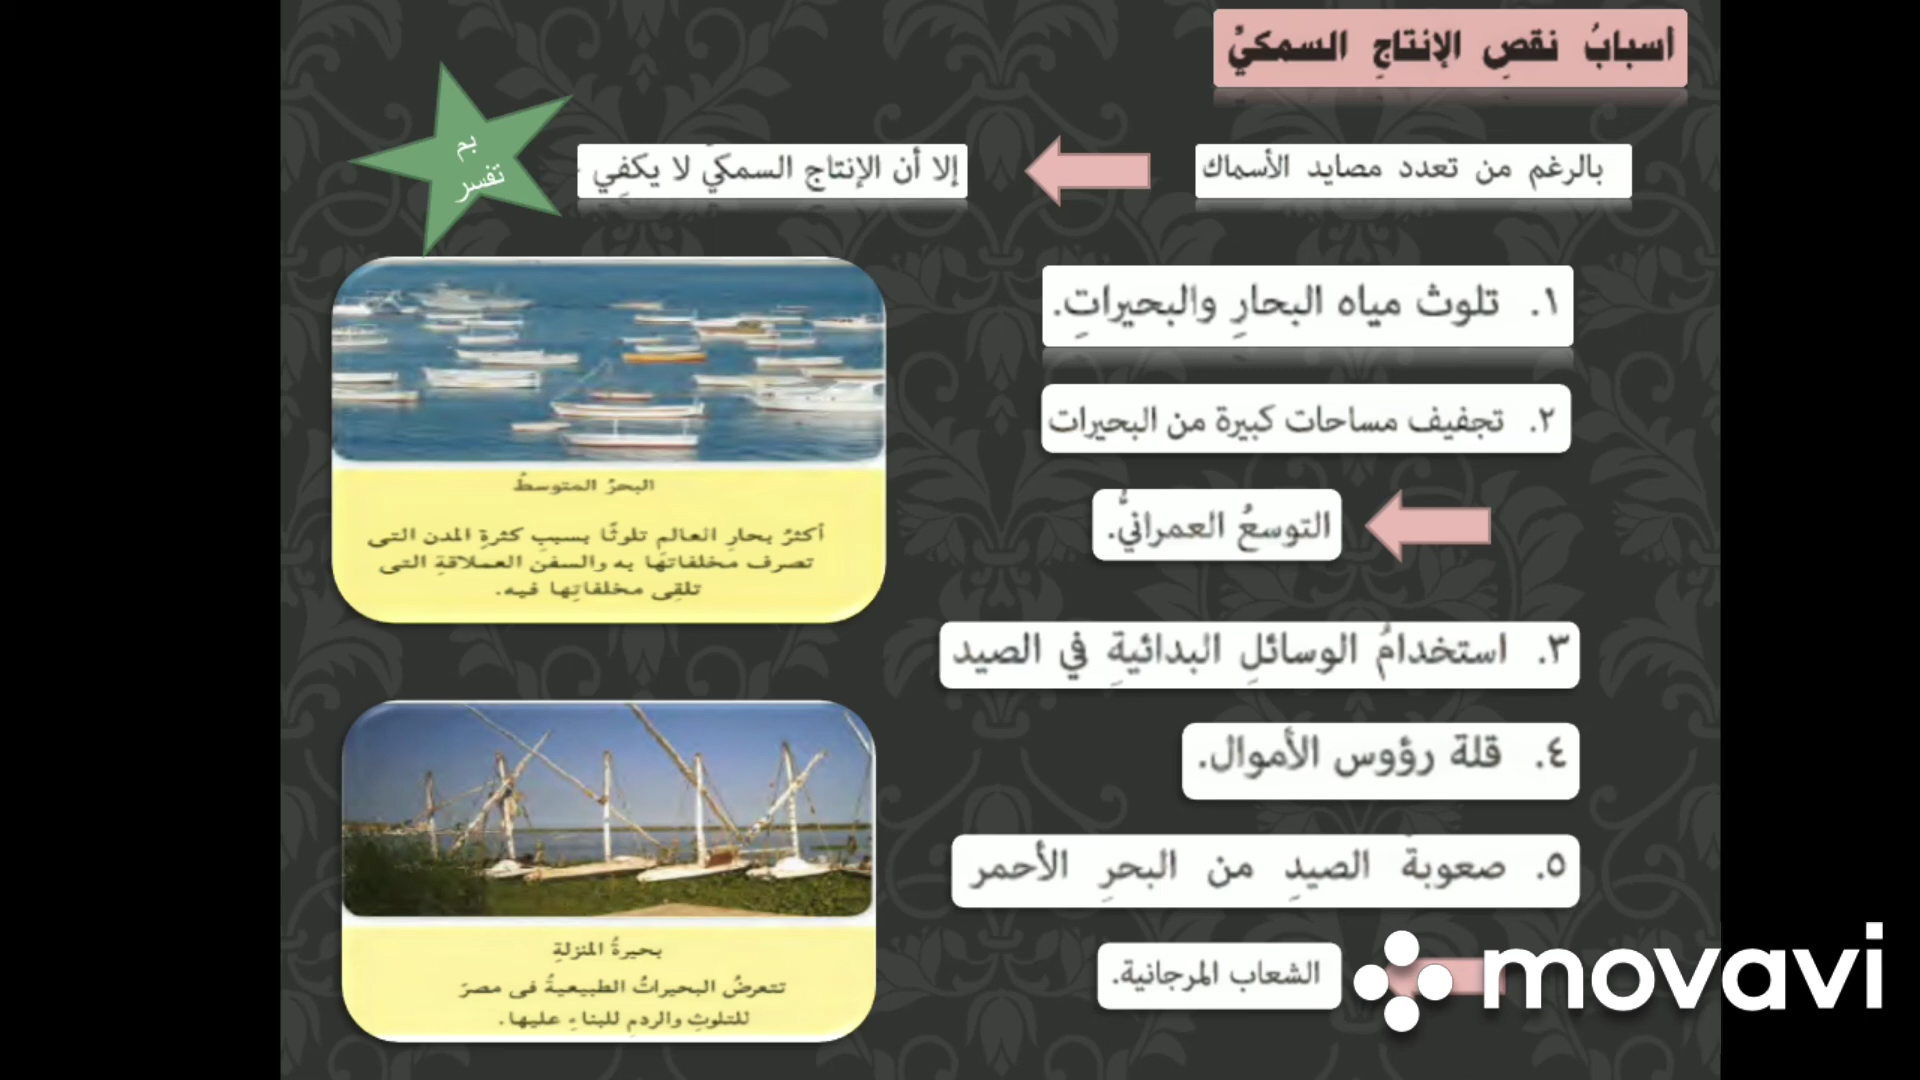 أسبابُ نقصِ الإنتاجِ السمكيُّ
بالرغم من تعدد مصايد الأسماك
إلا أن الإنتاج السمكيَ لا يكفِي
بم
تفسر
١. تلوث مياه البحارِ والبحيراتِ.
٢. تجفيف مساحات كبيرة من البحيرات
التوسعُ العمرانيُّ.
٣. استخدامُ الوسائلِ البدائيةِ في الصيد
٤. قلة رؤوس الأموال.
٥. صعوبة الصيدِ من البحرِ الأحمر
الشعاب المرجانية.
البحرُ المتوسطُ
أكثرُ بحارِ العالمِ تلوثًا بسببِ كثرةِ المدن التى
تصرف مخلفاتَها به والسفن العملاقةِ التى
تلقِى مخلفاتِها فيه.
بحيرةُ المنزلةِ
تتعرضُ البحيراتُ الطبيعيةُ فى مصرَ
للتلوثِ والردمِ للبناءِ عليها.
movavi